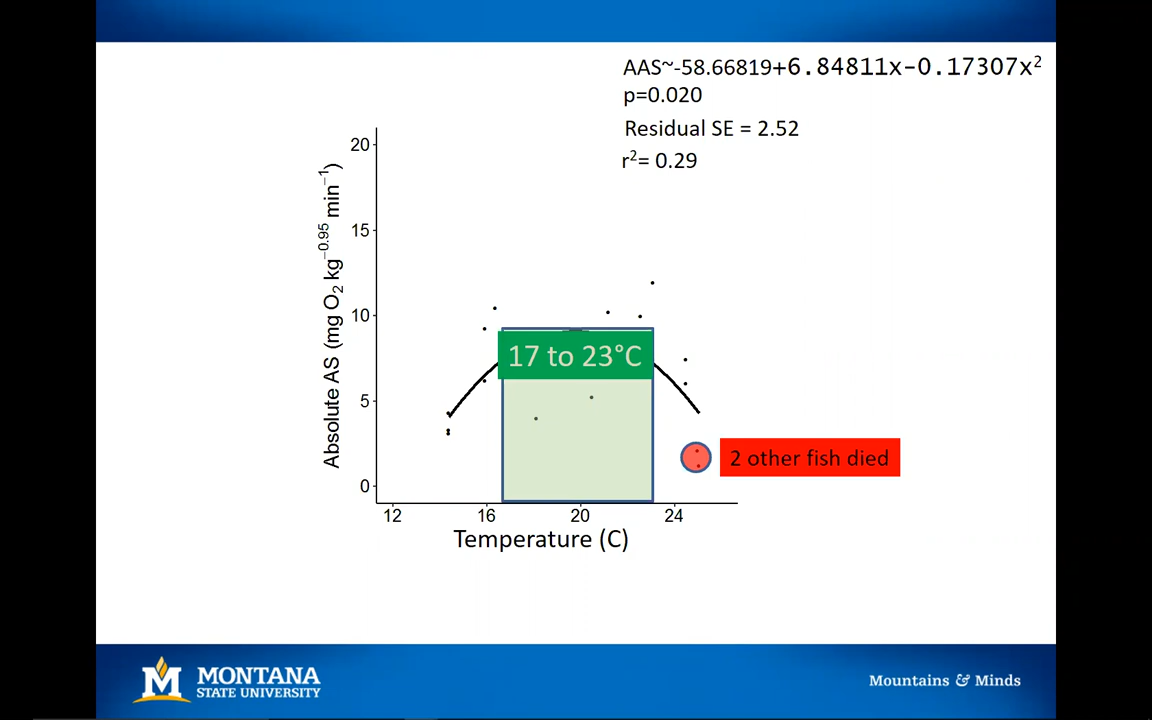 AAS~-58.66819+6.84811x-0.17307x²
p=0.020
Residual SE = 2.52
r²= 0.29
20
15
10
5
0
Absolute AS (mg O₂ kg⁻⁰·⁹⁵ min⁻¹)
17 to 23°C
2 other fish died
12 16 20 24
Temperature (C)
M MONTANA
STATE UNIVERSITY
Mountains & Minds